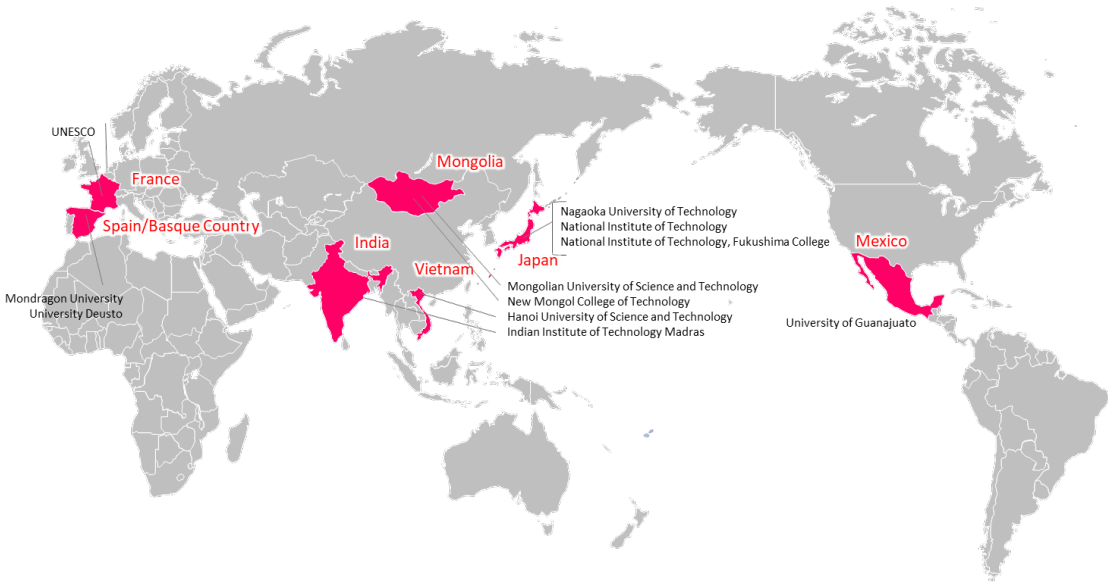 UNESCO
France
Spain/Basque Country
Mondragon University
University Deusto
Mongolia
India
Vietnam
Japan
Nagaoka University of Technology
National Institute of Technology
National Institute of Technology, Fukushima College
Mongolian University of Science and Technology
New Mongol College of Technology
Hanoi University of Science and Technology
Indian Institute of Technology Madras
Mexico
University of Guanajuato